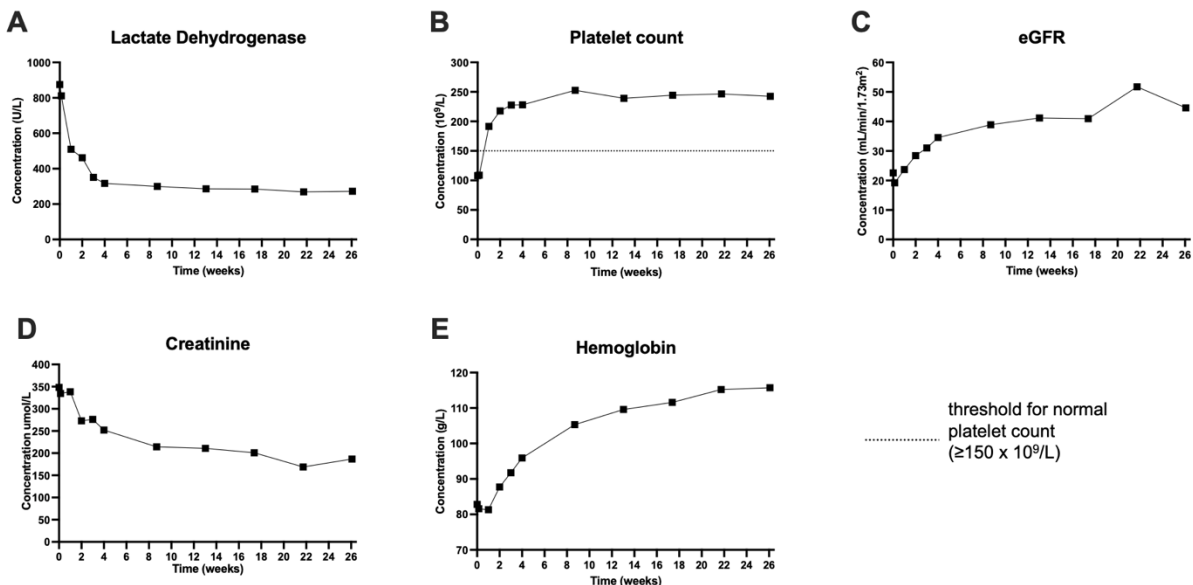 A
Lactate Dehydrogenase
Concentration (U/L)
1000
800
600
400
200
0
0 2 4 6 8 10 12 14 16 18 20 22 24 26
Time (weeks)
B
Platelet count
Concentration (10⁹/L)
300
250
200
150
100
50
0
0 2 4 6 8 10 12 14 16 18 20 22 24 26
Time (weeks)
C
eGFR
Concentration (mL/min/1.73m²)
60
50
40
30
20
10
0
0 2 4 6 8 10 12 14 16 18 20 22 24 26
Time (weeks)
D
Creatinine
Concentration umol/L
400
350
300
250
200
150
100
50
0
0 2 4 6 8 10 12 14 16 18 20 22 24 26
Time (weeks)
E
Hemoglobin
Concentration (g/L)
120
110
100
90
80
70
0 2 4 6 8 10 12 14 16 18 20 22 24 26
Time (weeks)
threshold for normal
platelet count
(≥150 x 10⁹/L)